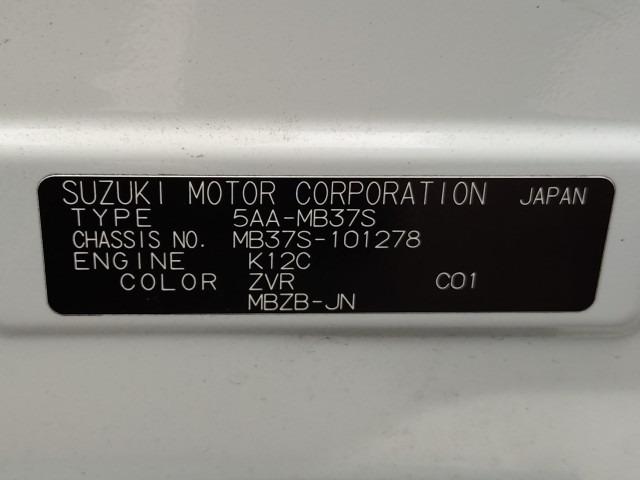 SUZUKI MOTOR CORPORATION JAPAN
TYPE 5AA-MB37S
CHASSIS NO. MB37S-101278
ENGINE K12C
COLOR ZVR C01
MBZB-JN